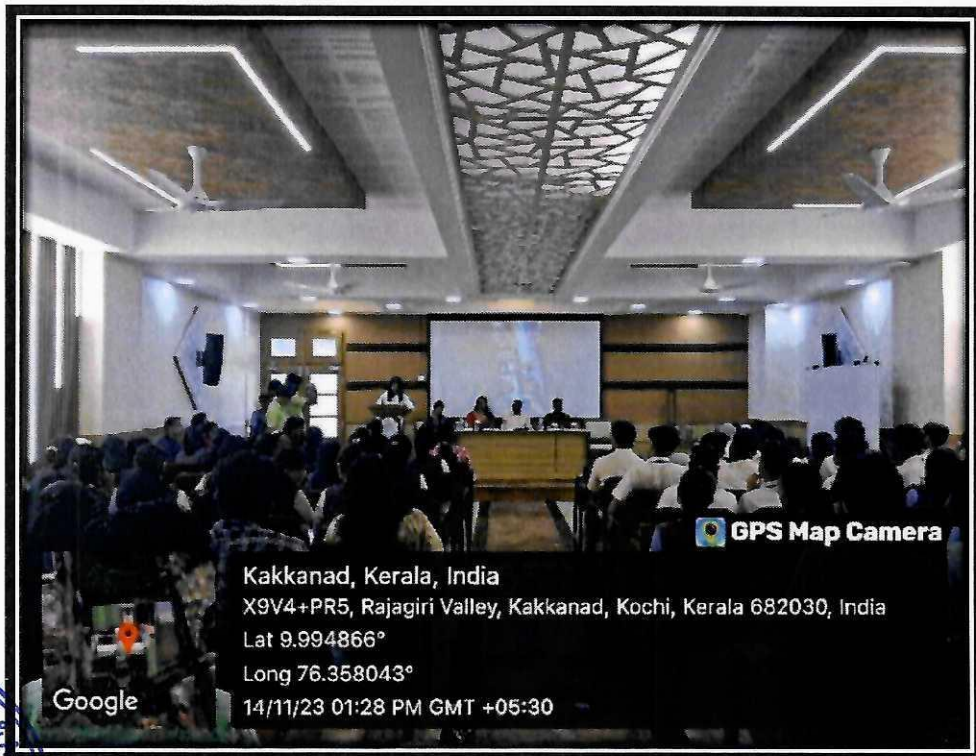 GPS Map Camera
Kakkanad, Kerala, India
X9V4+PR5, Rajagiri Valley, Kakkanad, Kochi, Kerala 682030, India
Lat 9.994866°
Long 76.358043°
14/11/23 01:28 PM GMT +05:30
Google